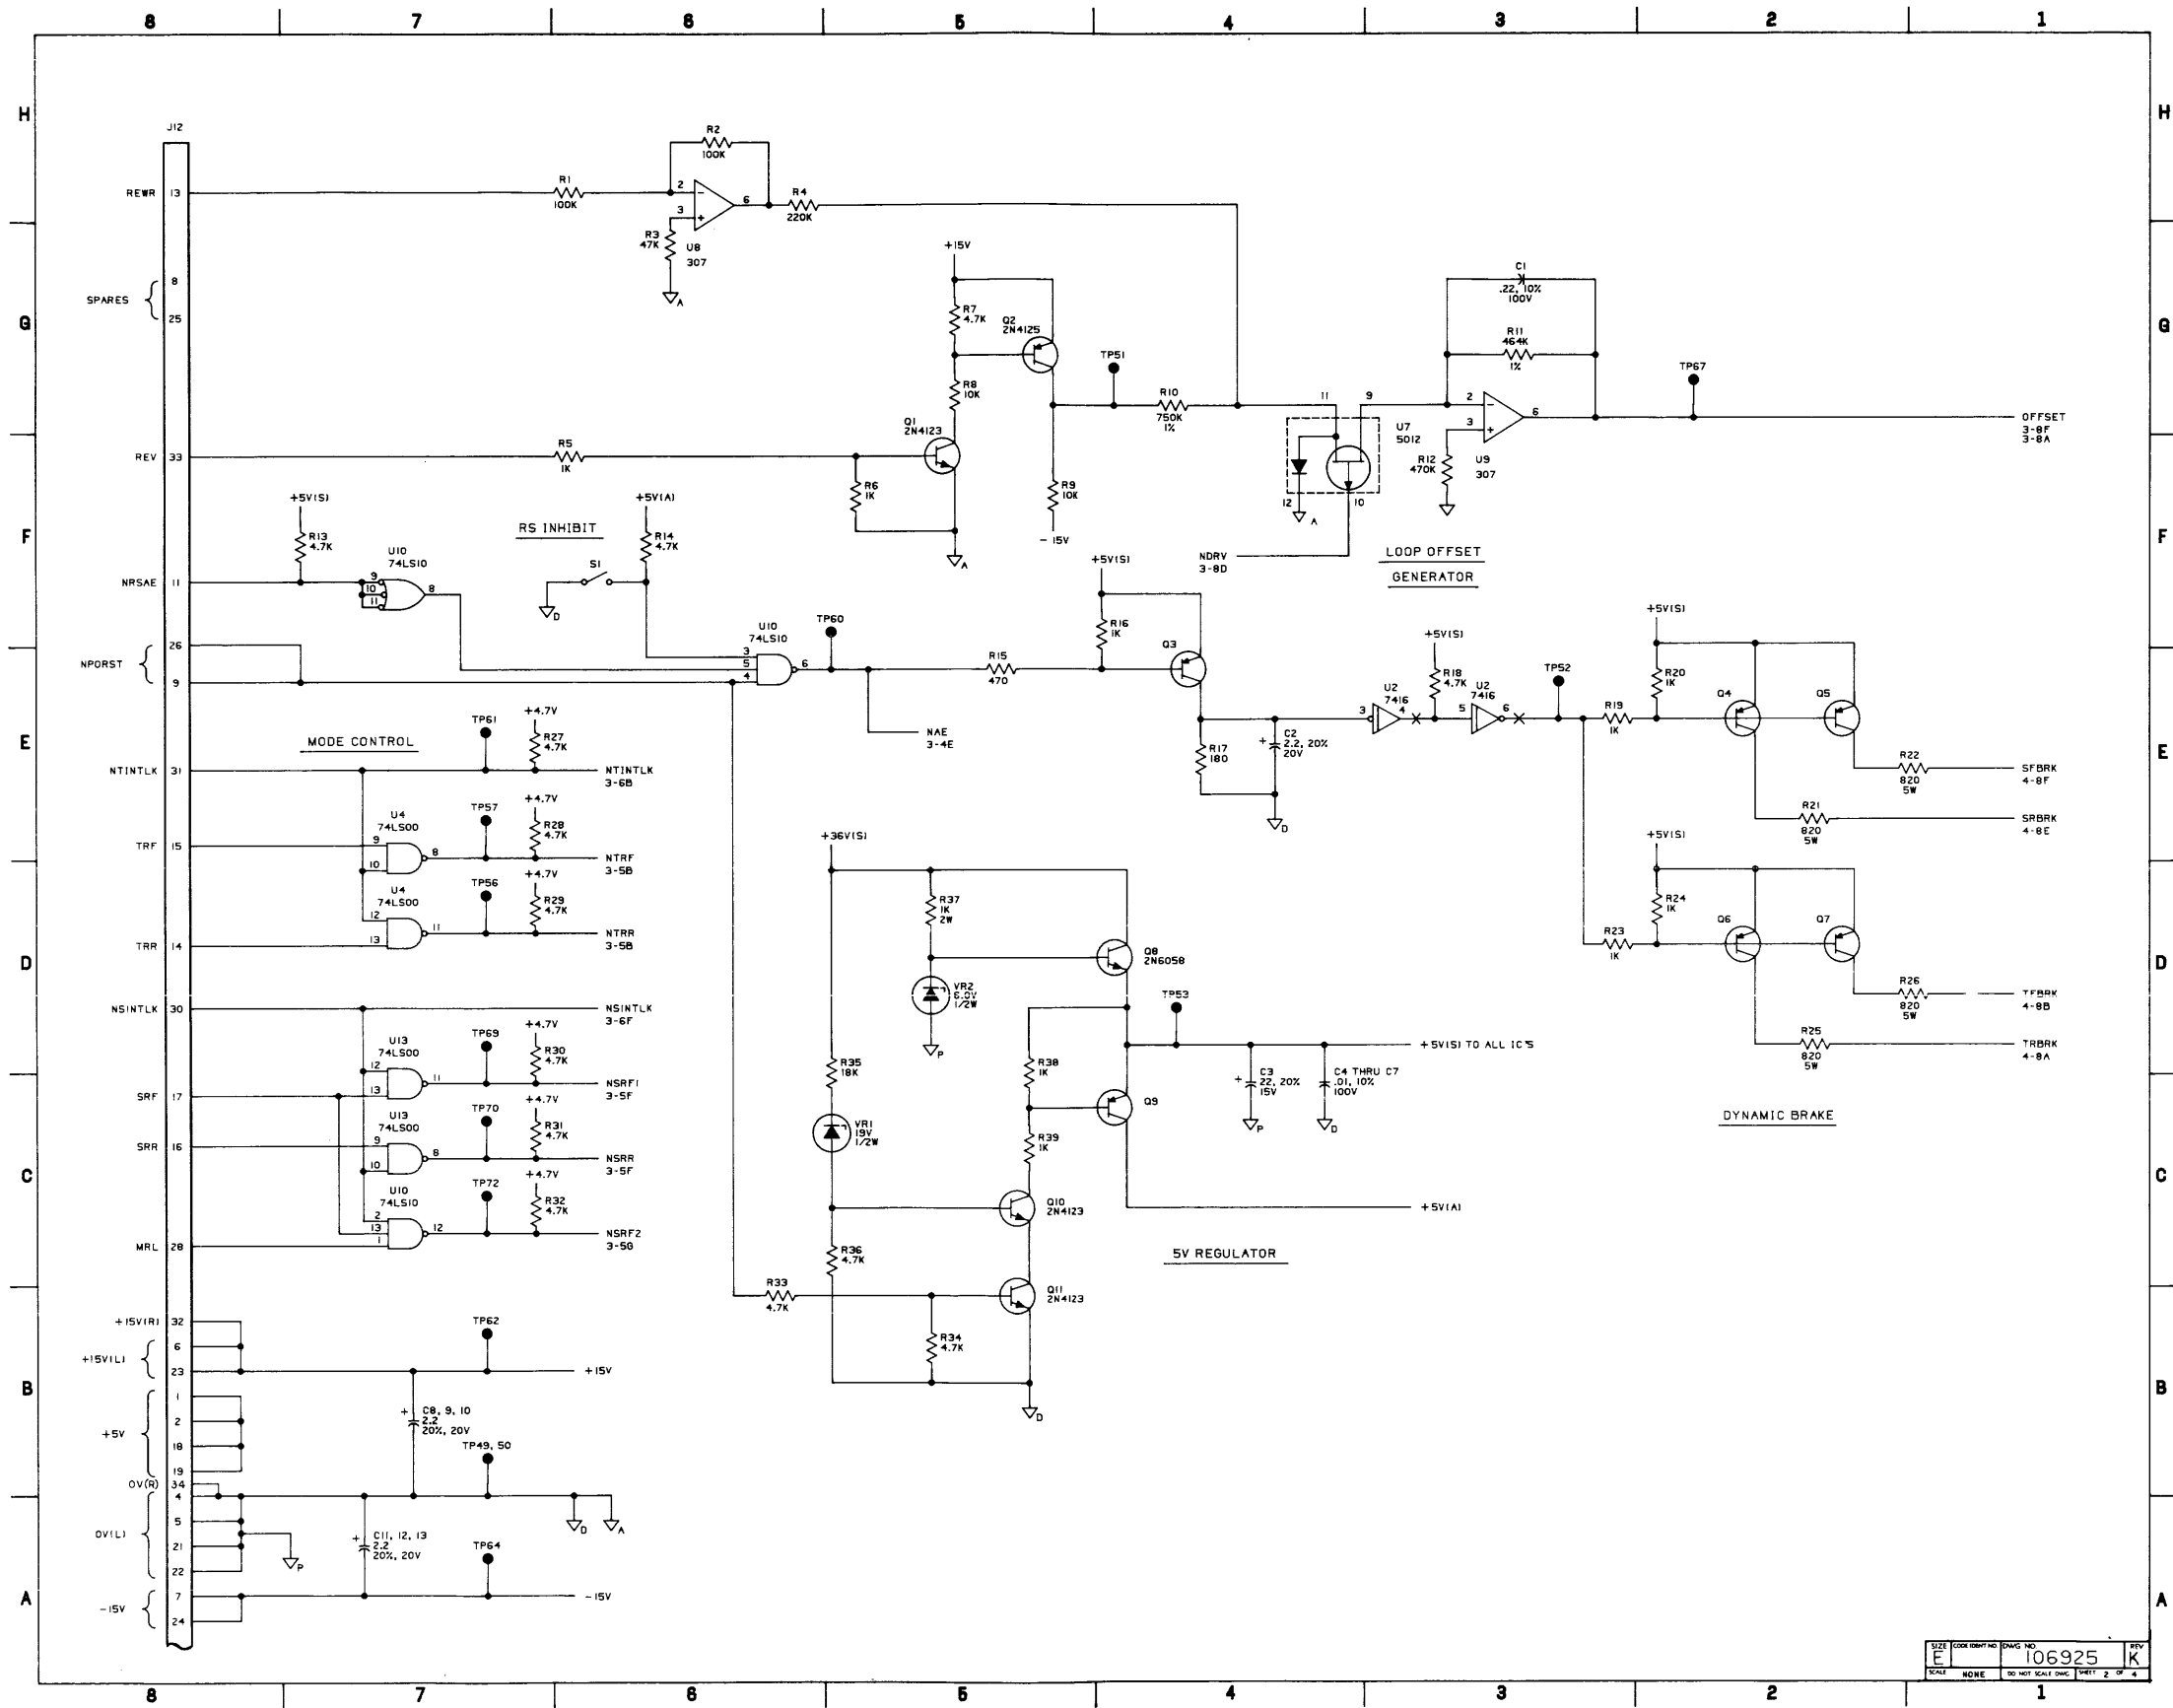 8 7 6 5 4 3 2 1
H H
J12
REWR 13
R1
100K
R2
100K
2
3
6
R3
47K
U8
307
A
R4
220K
SPARES
8
25
G G
+15V
R7
4.7K
Q2
2N4125
R8
10K
TP51
R10
750K
1%
Q1
2N4123
REV 33
R5
1K
R6
1K
R9
10K
-15V
A
11
9
U7
5012
12
10
A
C1
.22, 10%
100V
R11
464K
1%
2
3
6
R12
470K
U9
307
TP67
OFFSET
3-8F
3-8A
NDRV
3-8D
LOOP OFFSET
GENERATOR
F F
+5V(S)
R13
4.7K
U10
74LS10
NRSAE 11
9
10
11
8
RS INHIBIT
S1
D
+5V(A)
R14
4.7K
NPORST
26
9
U10
74LS10
3
5
4
6
TP60
R15
470
NAE
3-4E
+5V(S)
R16
1K
Q3
R17
180
C2
2.2, 20%
20V
+
D
U2
7416
3 4
+5V(S)
R18
4.7K
U2
7416
5 6
TP52
R19
1K
+5V(S)
R20
1K
Q4
Q5
R22
820
5W
SFBRK
4-8F
R21
820
5W
SRBRK
4-8E
+5V(S)
R24
1K
R23
1K
Q6
Q7
R26
820
5W
TFBRK
4-8B
R25
820
5W
TRBRK
4-8A
DYNAMIC BRAKE
E E
MODE CONTROL
TP61
+4.7V
R27
4.7K
NTINTLK 31
NTINTLK
3-6B
TP57
+4.7V
R28
4.7K
U4
74LS00
TRF 15
9
10
8
NTRF
3-5B
TP56
+4.7V
R29
4.7K
U4
74LS00
12
13
11
TRR 14
NTRR
3-5B
D D
NSINTLK 30
NSINTLK
3-6F
TP69
+4.7V
R30
4.7K
U13
74LS00
12
13
11
NSRF1
3-5F
SRF 17
TP70
+4.7V
R31
4.7K
U13
74LS00
9
10
8
SRR 16
NSRR
3-5F
C C
TP72
+4.7V
R32
4.7K
U10
74LS10
2
13
1
12
MRL 28
NSRF2
3-5G
+36V(S)
R37
1K
2W
Q8
2N6058
VR2
1/2W
P
TP53
+5V(S) TO ALL IC'S
R35
18K
VR1
19V
1/2W
R38
1K
Q9
R39
1K
C3
22, 20%
15V
+
P
C4 THRU C7
.01, 10%
100V
D
Q10
2N4123
+5V(A)
R36
4.7K
5V REGULATOR
R33
4.7K
Q11
2N4123
R34
4.7K
D
+15V(R) 32
+15V(L)
6
23
TP62
+15V
B B
+5V
1
2
18
19
+
C8, 9, 10
2.2
20%, 20V
TP49, 50
0V(R) 34
0V(L)
4
5
21
22
P
+
C11, 12, 13
2.2
20%, 20V
D
A
TP64
-15V
7
24
-15V
A A
SIZE
E
CODE IDENT NO.
DWG NO.
106925
REV
K
SCALE NONE
DO NOT SCALE DWG
SHEET 2 OF 4
8 7 6 5 4 3 2 1